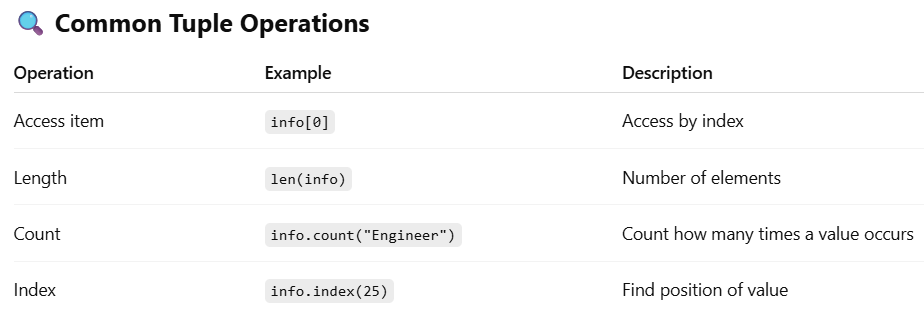 🔍 Common Tuple Operations
Operation Example Description
Access item info[0] Access by index
Length len(info) Number of elements
Count info.count("Engineer") Count how many times a value occurs
Index info.index(25) Find position of value